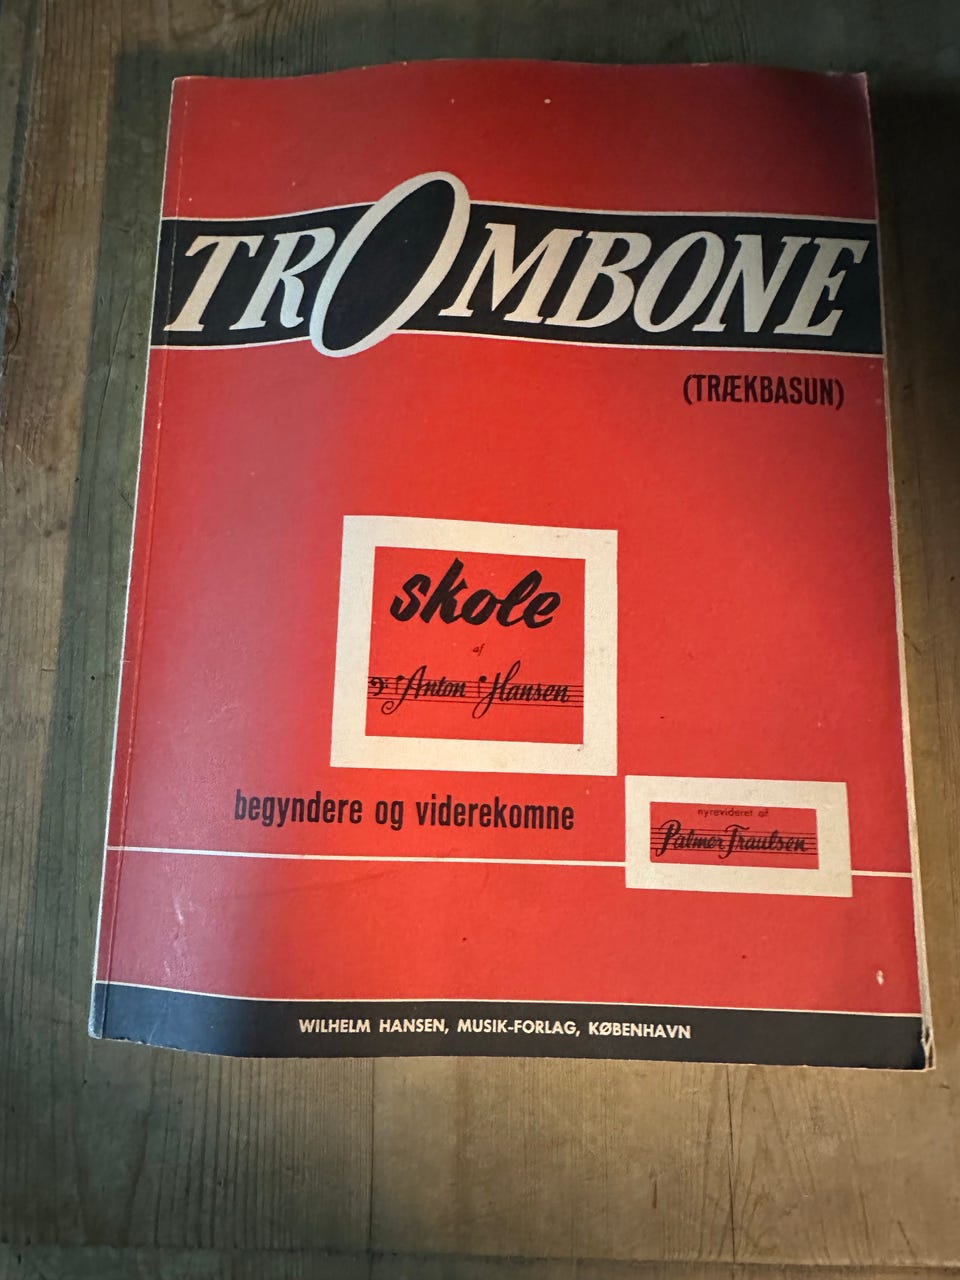 TROMBONE
(TRÆKBASUN)
skole
af
Anton Hansen
begyndere og viderekomne
nyrevideret af
Palmer Traulsen
WILHELM HANSEN, MUSIK-FORLAG, KØBENHAVN